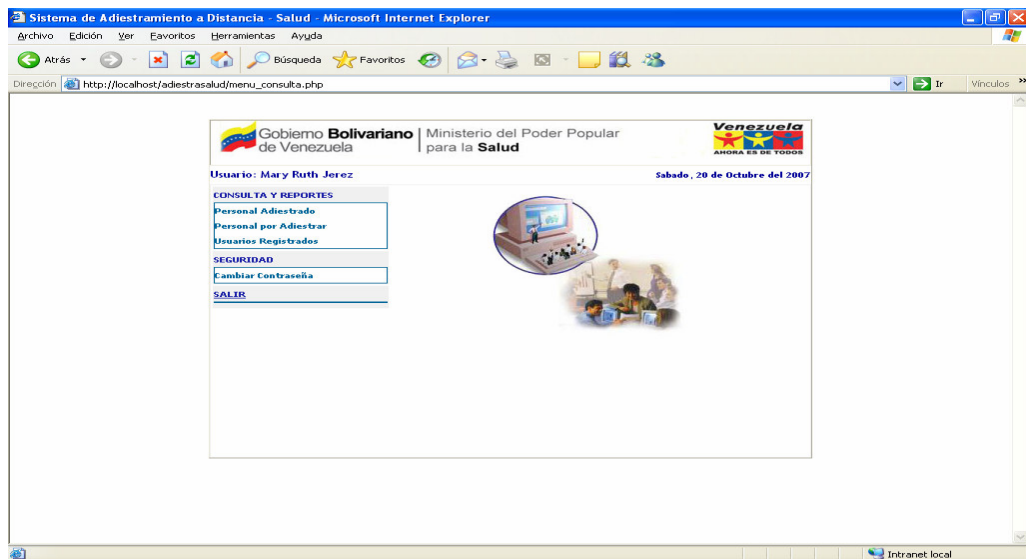 Sistema de Adiestramiento a Distancia - Salud - Microsoft Internet Explorer
Archivo Edición Ver Favoritos Herramientas Ayuda
Atrás Búsqueda Favoritos
Dirección http://localhost/adiestrasalud/menu_consulta.php Ir Vínculos »
Gobierno Bolivariano Ministerio del Poder Popular Venezuela
de Venezuela para la Salud AHORA ES DE TODOS
Usuario: Mary Ruth Jerez Sabado, 20 de Octubre del 2007
CONSULTA Y REPORTES
Personal Adiestrado
Personal por Adiestrar
Usuarios Registrados
SEGURIDAD
Cambiar Contraseña
SALIR
Intranet local